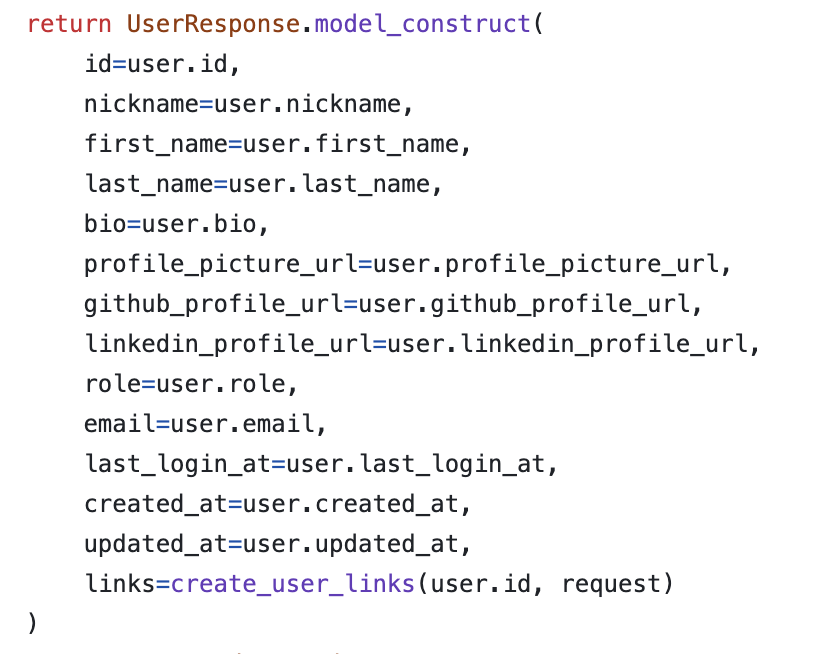 return UserResponse.model_construct(
    id=user.id,
    nickname=user.nickname,
    first_name=user.first_name,
    last_name=user.last_name,
    bio=user.bio,
    profile_picture_url=user.profile_picture_url,
    github_profile_url=user.github_profile_url,
    linkedin_profile_url=user.linkedin_profile_url,
    role=user.role,
    email=user.email,
    last_login_at=user.last_login_at,
    created_at=user.created_at,
    updated_at=user.updated_at,
    links=create_user_links(user.id, request)
)